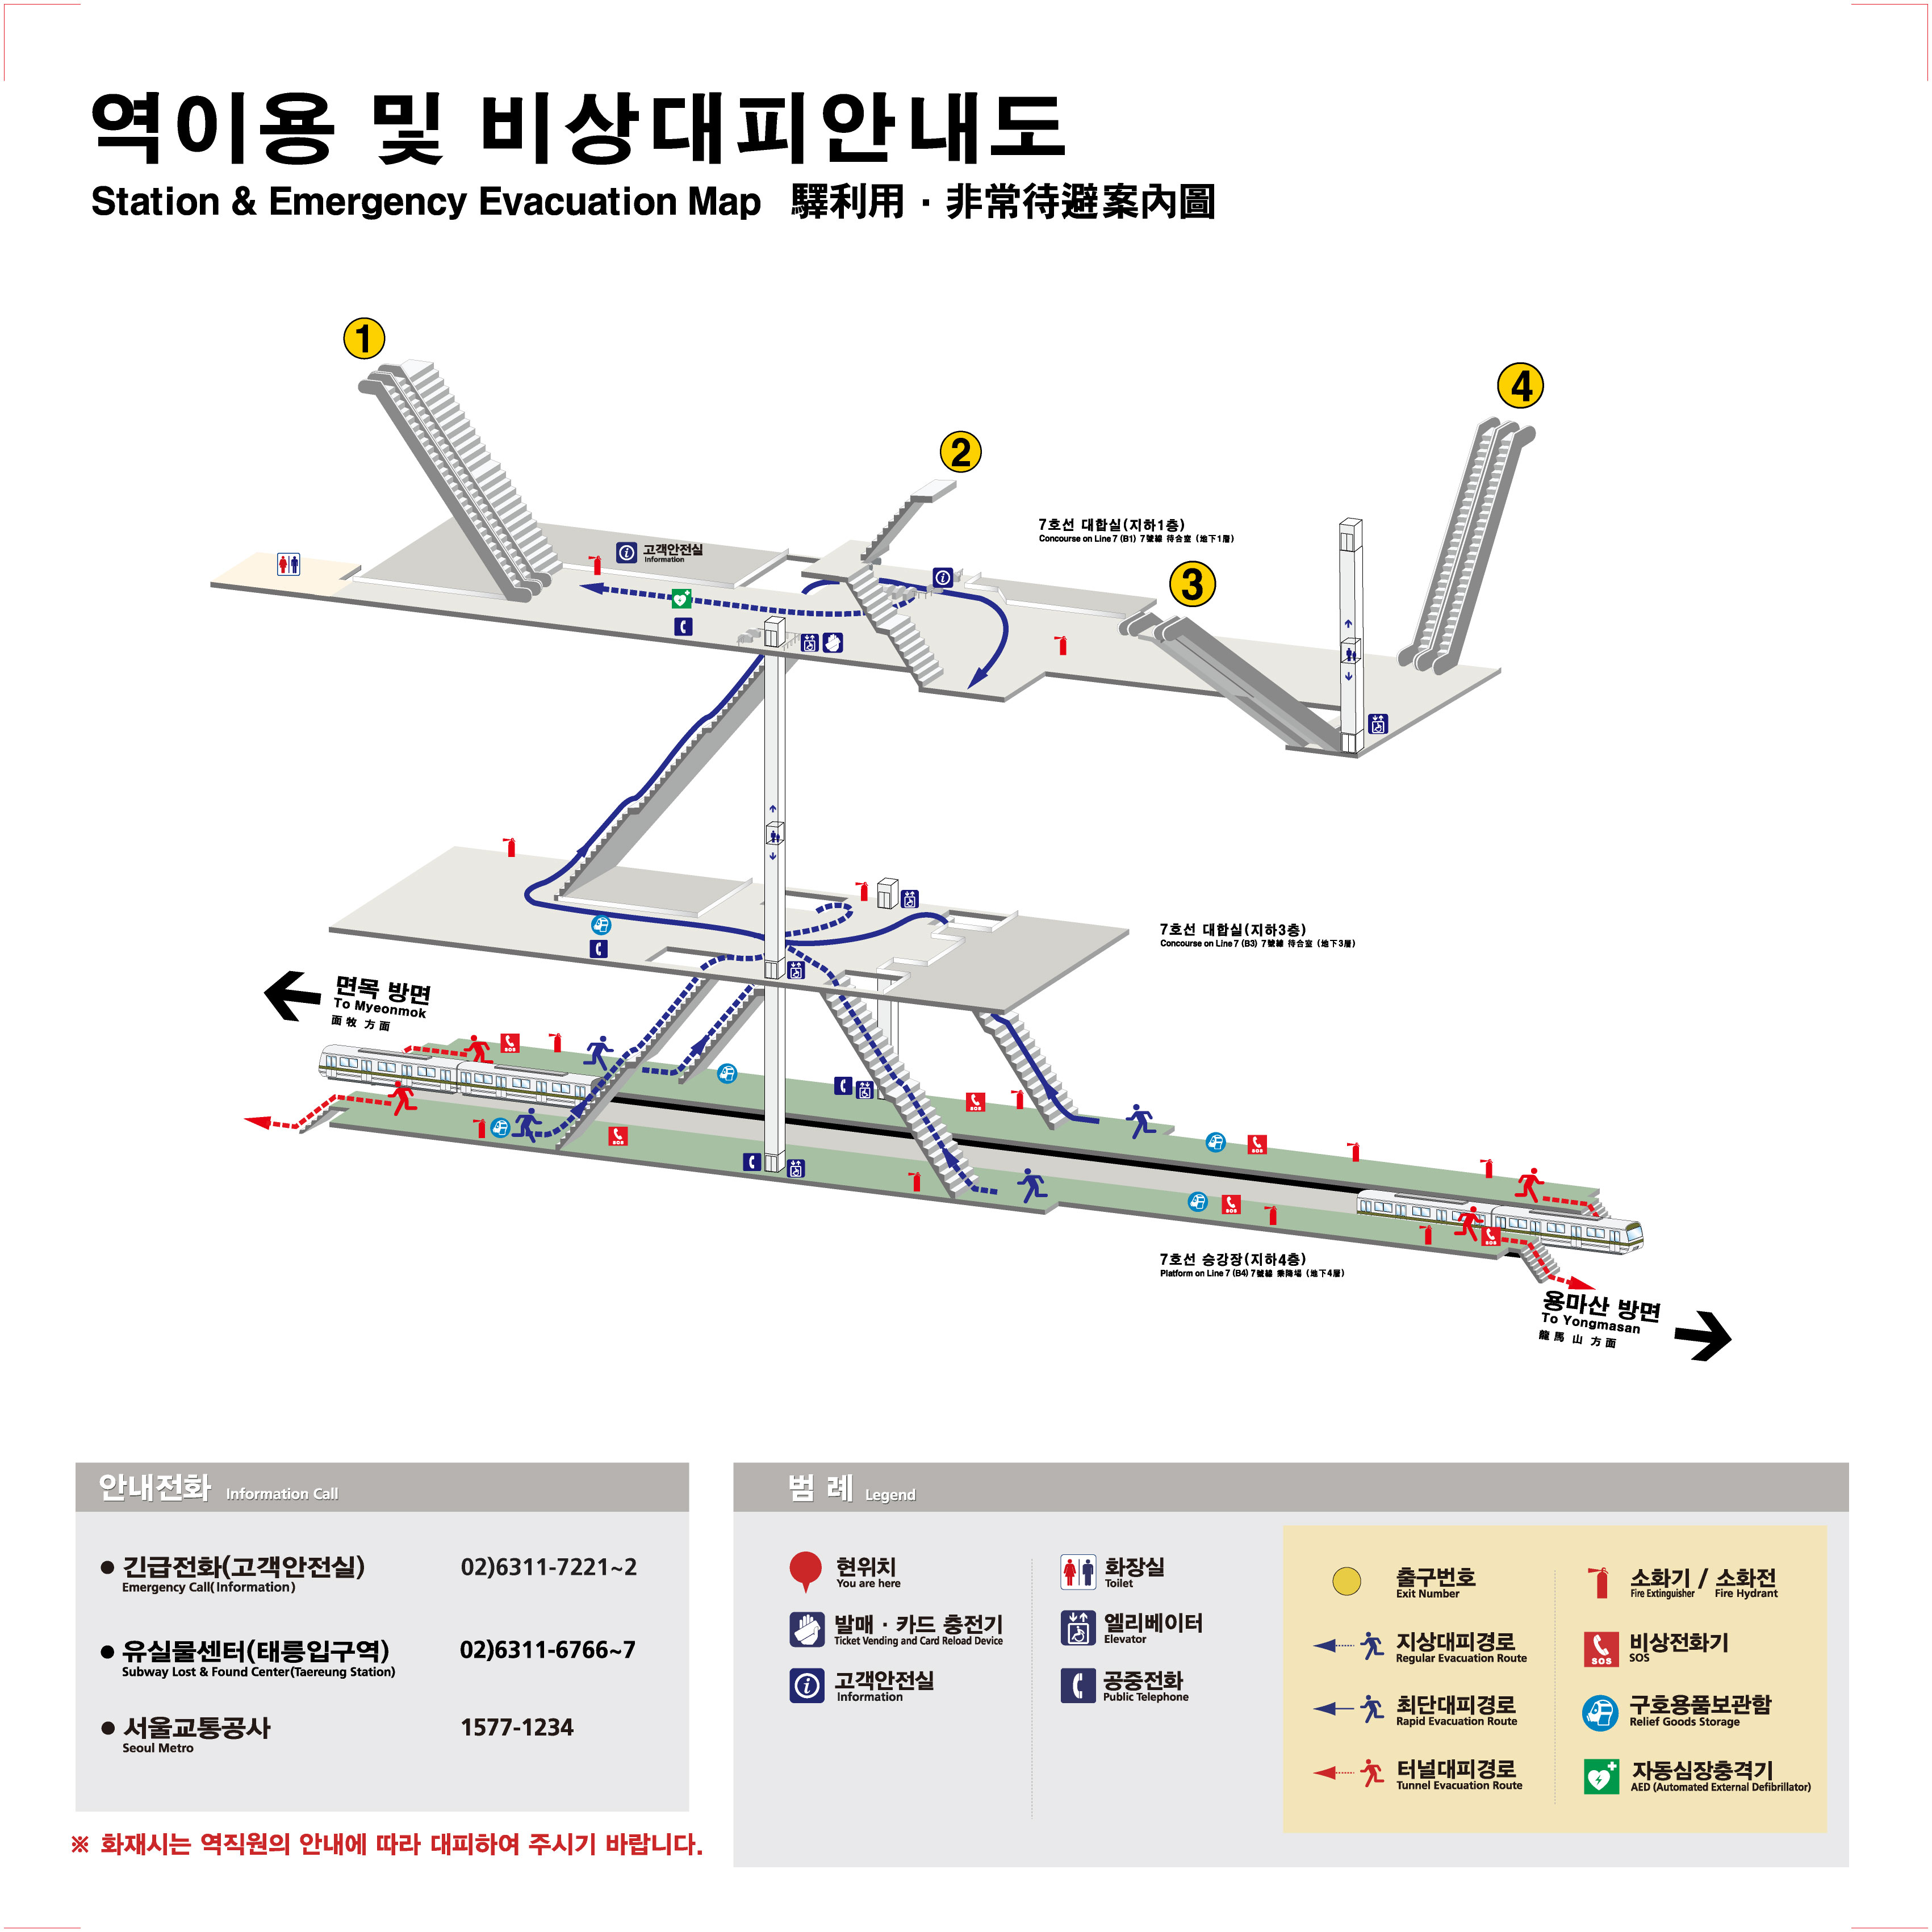 역이용 및 비상대피안내도
Station & Emergency Evacuation Map 驛利用 · 非常待避案內圖
1
4
2
7호선 대합실(지하1층)
Concourse on Line 7 (B1) 7號線 待合室 (地下1層)
고객안전실
Information
3
7호선 대합실(지하3층)
Concourse on Line 7 (B3) 7號線 待合室 (地下3層)
면목 방면
To Myeonmok
面牧 方面
SOS
SOS
SOS
SOS
SOS
SOS
7호선 승강장(지하4층)
Platform on Line 7 (B4) 7號線 乘降場 (地下4層)
용마산 방면
To Yongmasan
龍馬山 方面
안내전화 Information Call
● 긴급전화(고객안전실) 02)6311-7221~2
Emergency Call(Information)
● 유실물센터(태릉입구역) 02)6311-6766~7
Subway Lost & Found Center(Taereung Station)
● 서울교통공사 1577-1234
Seoul Metro
※ 화재시는 역직원의 안내에 따라 대피하여 주시기 바랍니다.
범 례 Legend
현위치
You are here
발매 · 카드 충전기
Ticket Vending and Card Reload Device
고객안전실
Information
화장실
Toilet
엘리베이터
Elevator
공중전화
Public Telephone
출구번호
Exit Number
지상대피경로
Regular Evacuation Route
최단대피경로
Rapid Evacuation Route
터널대피경로
Tunnel Evacuation Route
소화기 / 소화전
Fire Extinguisher Fire Hydrant
SOS
비상전화기
SOS
구호용품보관함
Relief Goods Storage
자동심장충격기
AED (Automated External Defibrillator)